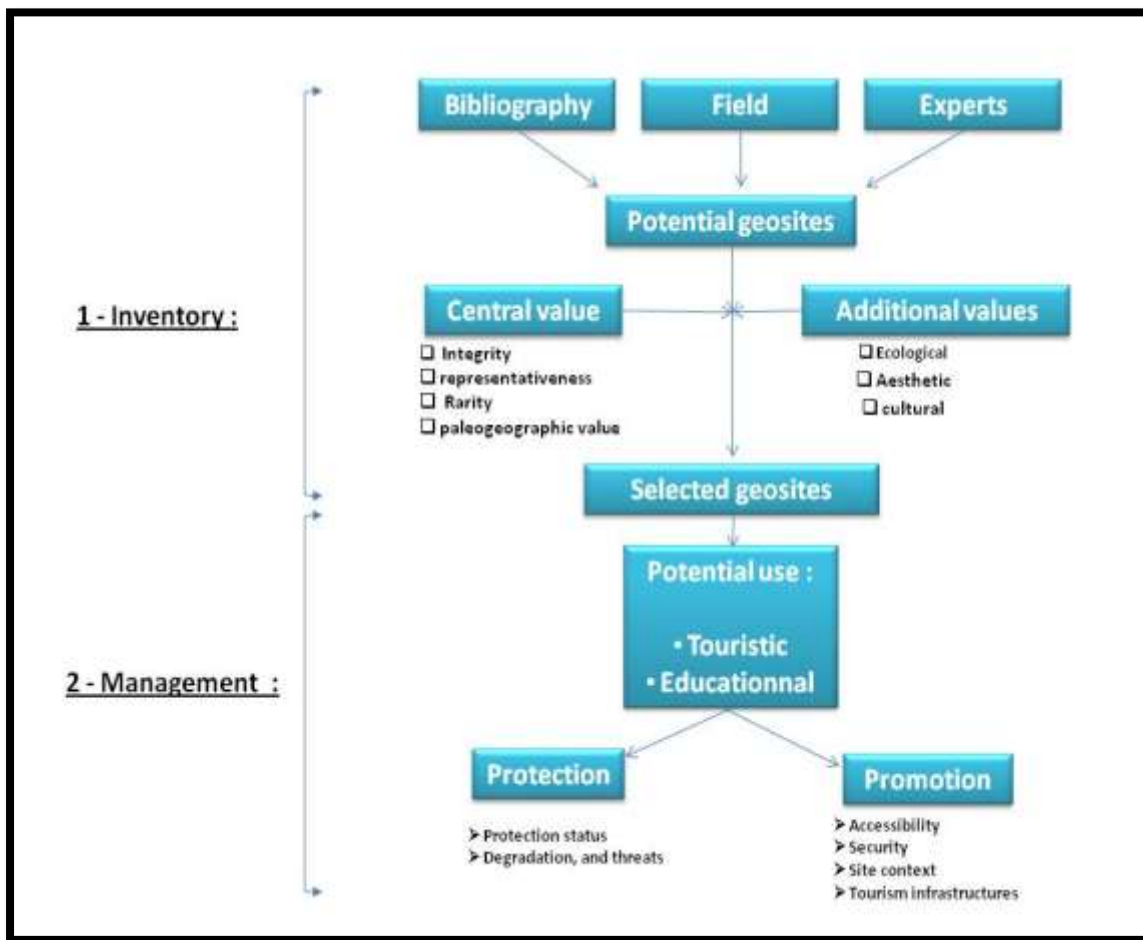 Bibliography
Field
Experts
Potential geosites
1 - Inventory :
Central value
❑ Integrity
❑ representativeness
❑ Rarity
❑ paleogeographic value
Additional values
❑ Ecological
❑ Aesthetic
❑ cultural
Selected geosites
2 - Management :
Potential use :
• Touristic
• Educationnal
Protection
➢ Protection status
➢ Degradation, and threats
Promotion
➢ Accessibility
➢ Security
➢ Site context
➢ Tourism infrastructures